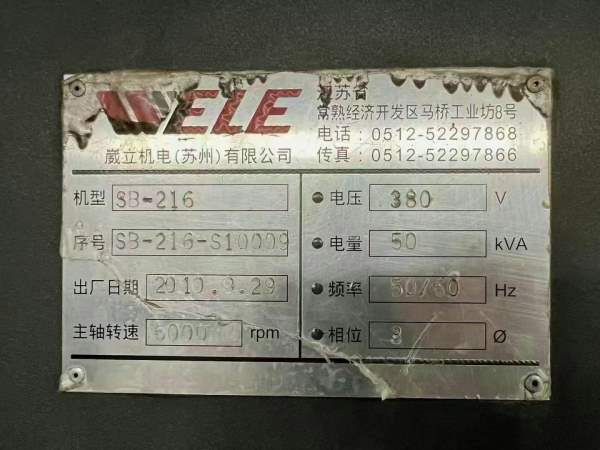 WELE
江苏省
常熟经济开发区马桥工业坊8号
电话：0512-52297868
崴立机电(苏州)有限公司
传真：0512-52297866
机型 SB-216
电压 380 V
序号 SB-216-S10009
电量 50 kVA
出厂日期 2010.9.29
频率 50/60 Hz
主轴转速 6000 rpm
相位 3 Ø